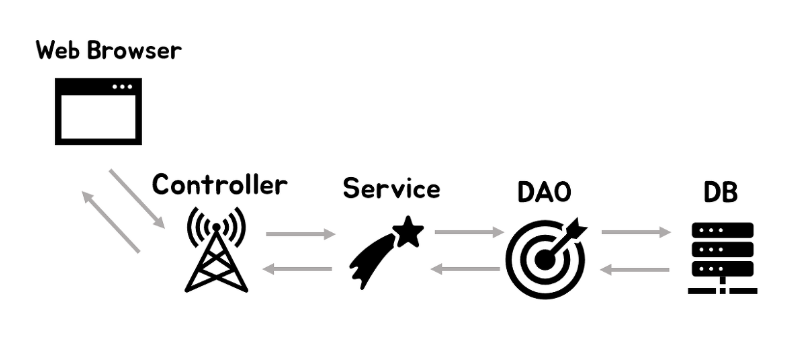 Web Browser
Controller
Service
DAO
DB